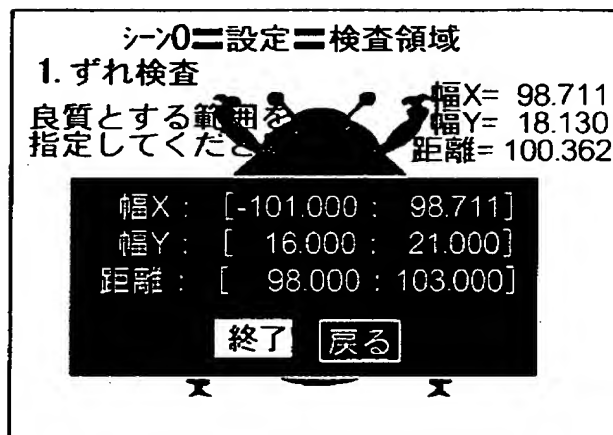 シーン0＝設定＝検査領域
1. ずれ検査
良質とする範囲を
指定してくださ
幅X= 98.711
幅Y= 18.130
距離= 100.362
幅X : [-101.000 : 98.711]
幅Y : [ 16.000 : 21.000]
距離 : [ 98.000 : 103.000]
終了 戻る